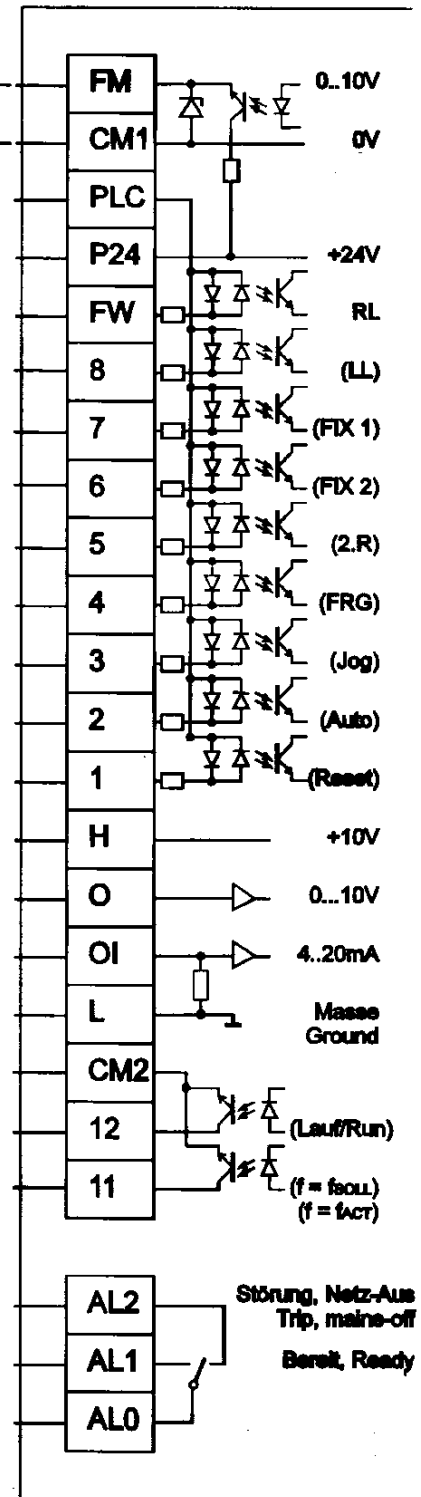 FM 0..10V
CM1 0V
PLC
P24 +24V
FW RL
8 (LL)
7 (FIX 1)
6 (FIX 2)
5 (2.R)
4 (FRG)
3 (Jog)
2 (Auto)
1 (Reset)
H +10V
O 0...10V
OI 4..20mA
L Masse
Ground
CM2
12 (Lauf/Run)
11 (f = fSOLL)
(f = fACT)
AL2 Störung, Netz-Aus
Trip, mains-off
AL1 Bereit, Ready
AL0